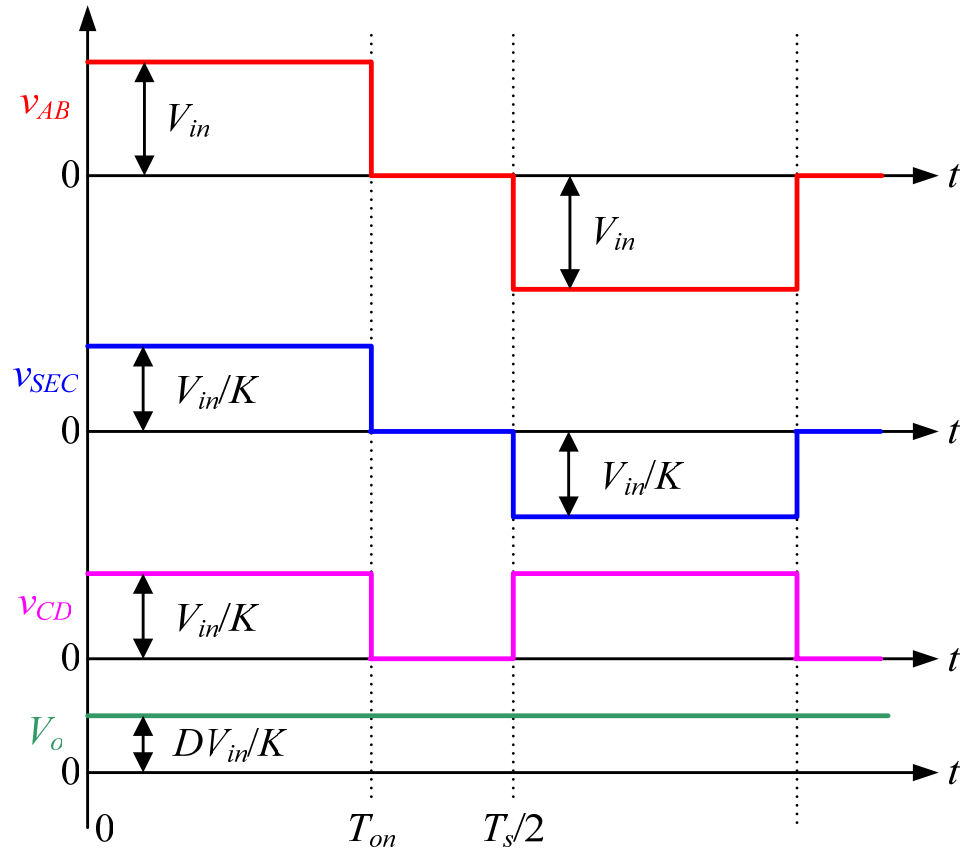 v_AB
V_in
0
t
V_in
v_SEC
V_in/K
0
t
V_in/K
v_CD
V_in/K
0
t
V_o
DV_in/K
0
t
0
T_on
T_s/2